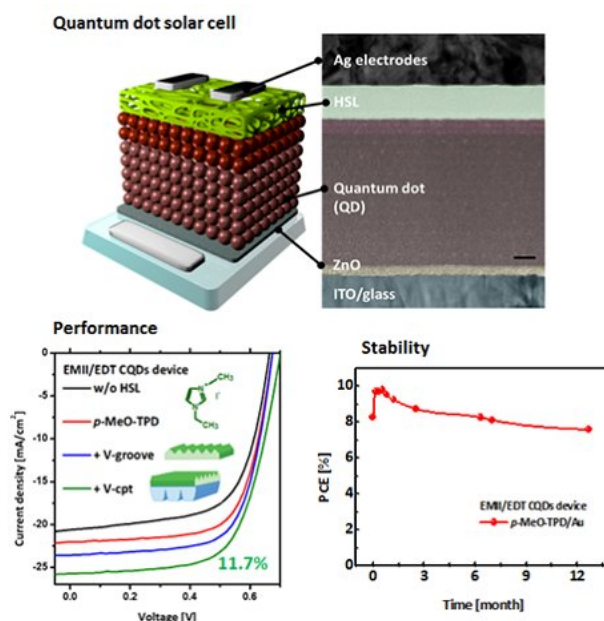 Quantum dot solar cell
Ag electrodes
HSL
Quantum dot
(QD)
ZnO
ITO/glass
Performance
EMII/EDT CQDs device
w/o HSL
p-MeO-TPD
+ V-groove
+ V-cpt
CH₃
N
N
I⁻
CH₃
11.7%
0
-5
-10
-15
-20
-25
Current density [mA/cm²]
0.0
0.2
0.4
0.6
Voltage [V]
Stability
10
8
6
4
2
0
PCE [%]
EMII/EDT CQDs device
p-MeO-TPD/Au
0
3
6
9
12
Time [month]